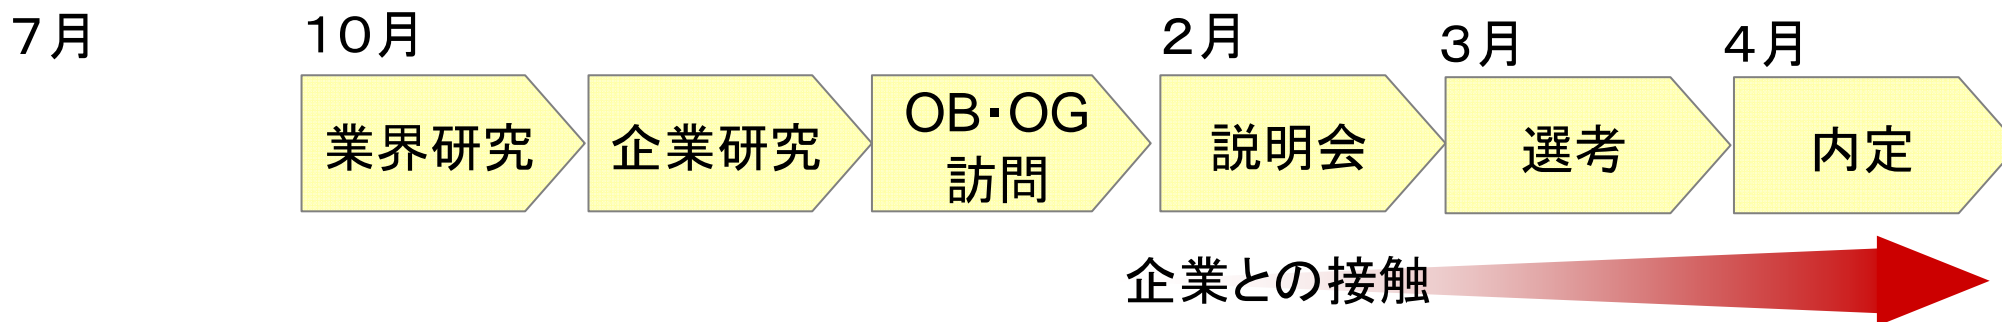 ７月
１０月
２月
３月
４月
業界研究
企業研究
OB・OG
訪問
説明会
選考
内定
企業との接触